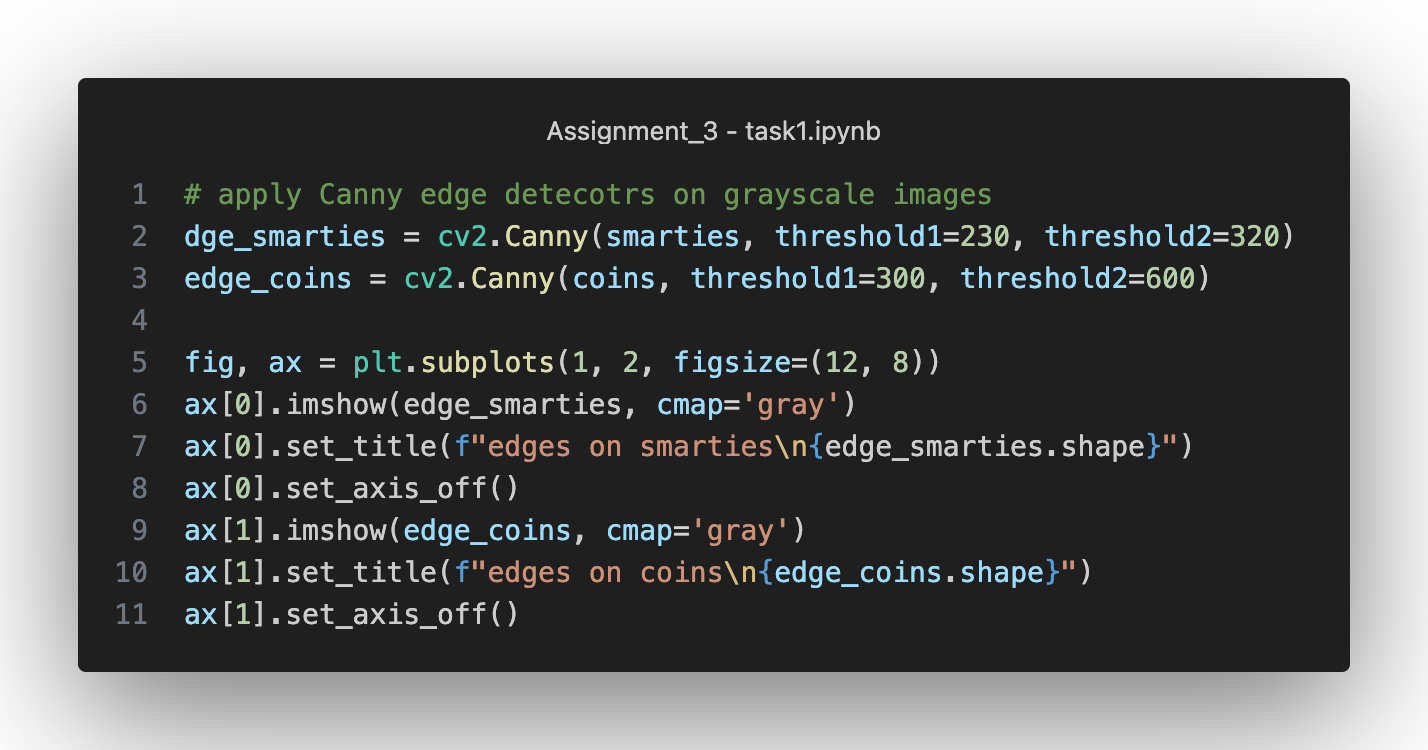 Assignment_3 - task1.ipynb
1 # apply Canny edge detecotrs on grayscale images
2 dge_smarties = cv2.Canny(smarties, threshold1=230, threshold2=320)
3 edge_coins = cv2.Canny(coins, threshold1=300, threshold2=600)
4
5 fig, ax = plt.subplots(1, 2, figsize=(12, 8))
6 ax[0].imshow(edge_smarties, cmap='gray')
7 ax[0].set_title(f"edges on smarties\n{edge_smarties.shape}")
8 ax[0].set_axis_off()
9 ax[1].imshow(edge_coins, cmap='gray')
10 ax[1].set_title(f"edges on coins\n{edge_coins.shape}")
11 ax[1].set_axis_off()